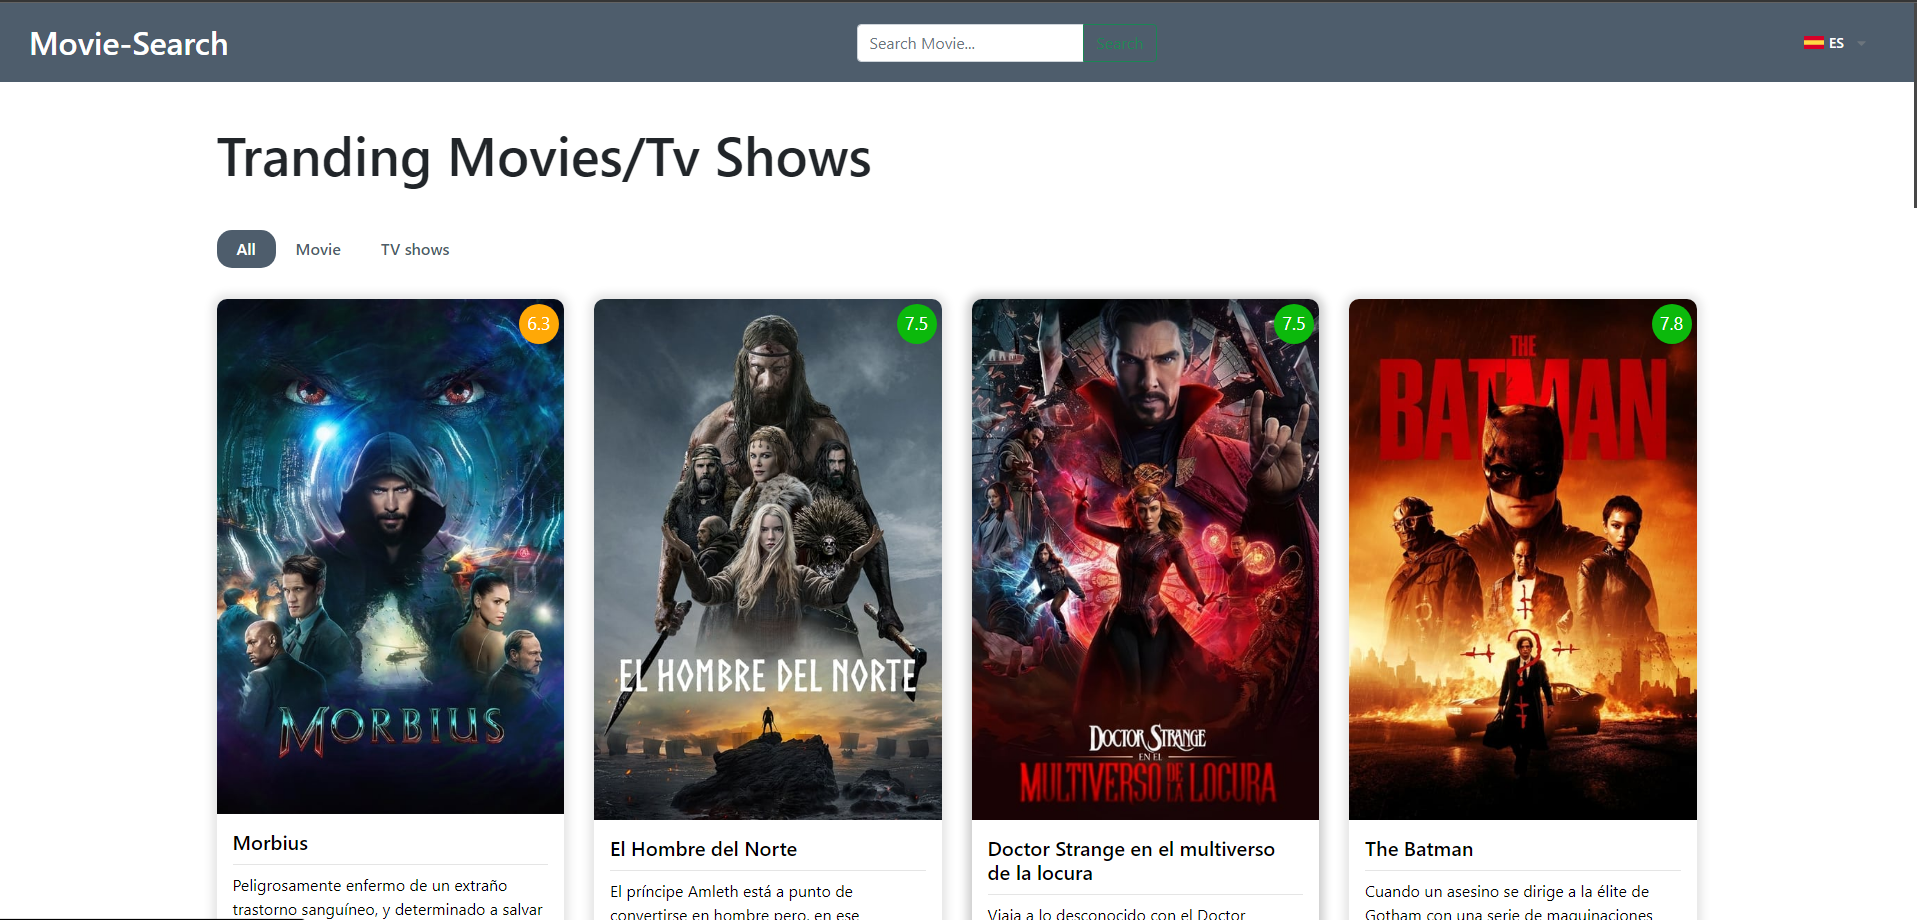 Movie-Search
Search Movie...
Search
ES
Tranding Movies/Tv Shows
All
Movie
TV shows
6.3
MORBIUS
Morbius
Peligrosamente enfermo de un extraño
trastorno sanguíneo, y determinado a salvar
7.5
EL HOMBRE DEL NORTE
El Hombre del Norte
El príncipe Amleth está a punto de
convertirse en hombre pero, en ese
7.5
DOCTOR STRANGE
EN EL
MULTIVERSO DE LA LOCURA
Doctor Strange en el multiverso
de la locura
Viaja a lo desconocido con el Doctor
7.8
THE
BATMAN
The Batman
Cuando un asesino se dirige a la élite de
Gotham con una serie de maquinaciones